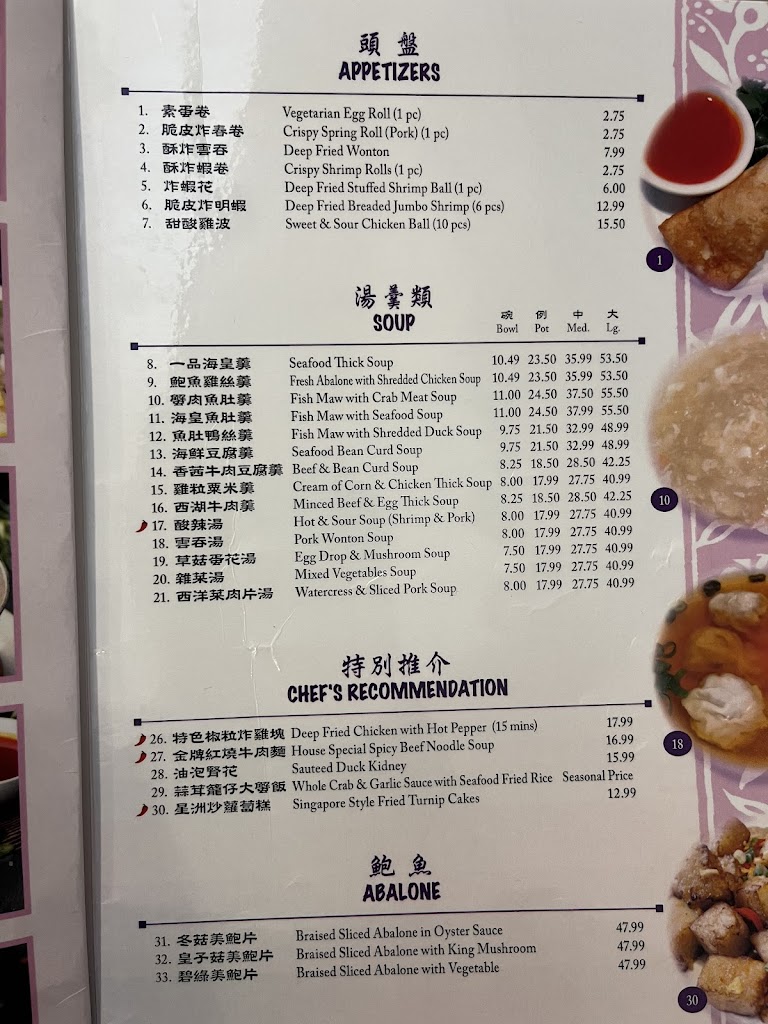 頭盤
APPETIZERS
1. 素蛋卷 Vegetarian Egg Roll (1 pc) 2.75
2. 脆皮炸春卷 Crispy Spring Roll (Pork) (1 pc) 2.75
3. 酥炸雲吞 Deep Fried Wonton 7.99
4. 酥炸蝦卷 Crispy Shrimp Rolls (1 pc) 2.75
5. 炸蝦花 Deep Fried Stuffed Shrimp Ball (1 pc) 6.00
6. 脆皮炸明蝦 Deep Fried Breaded Jumbo Shrimp (6 pcs) 12.99
7. 甜酸雞波 Sweet & Sour Chicken Ball (10 pcs) 15.50
1
湯羹類
SOUP
碗 例 中 大
Bowl Pot Med. Lg.
8. 一品海皇羹 Seafood Thick Soup 10.49 23.50 35.99 53.50
9. 鮑魚雞絲羹 Fresh Abalone with Shredded Chicken Soup 10.49 23.50 35.99 53.50
10. 蟹肉魚肚羹 Fish Maw with Crab Meat Soup 11.00 24.50 37.50 55.50
11. 海皇魚肚羹 Fish Maw with Seafood Soup 11.00 24.50 37.99 55.50
12. 魚肚鴨絲羹 Fish Maw with Shredded Duck Soup 9.75 21.50 32.99 48.99
13. 海鮮豆腐羹 Seafood Bean Curd Soup 9.75 21.50 32.99 48.99
14. 香茜牛肉豆腐羹 Beef & Bean Curd Soup 8.25 18.50 28.50 42.25
15. 雞粒粟米羹 Cream of Corn & Chicken Thick Soup 8.00 17.99 27.75 40.99
16. 西湖牛肉羹 Minced Beef & Egg Thick Soup 8.25 18.50 28.50 42.25
17. 酸辣湯 Hot & Sour Soup (Shrimp & Pork) 8.00 17.99 27.75 40.99
18. 雲吞湯 Pork Wonton Soup 8.00 17.99 27.75 40.99
19. 草菇蛋花湯 Egg Drop & Mushroom Soup 7.50 17.99 27.75 40.99
20. 雜菜湯 Mixed Vegetables Soup 7.50 17.99 27.75 40.99
21. 西洋菜肉片湯 Watercress & Sliced Pork Soup 8.00 17.99 27.75 40.99
10
特別推介
CHEF'S RECOMMENDATION
26. 特色椒粒炸雞塊 Deep Fried Chicken with Hot Pepper (15 mins) 17.99
27. 金牌紅燒牛肉麵 House Special Spicy Beef Noodle Soup 16.99
28. 油泡腎花 Sauteed Duck Kidney 15.99
29. 蒜茸籠仔大蟹飯 Whole Crab & Garlic Sauce with Seafood Fried Rice Seasonal Price
30. 星洲炒蘿蔔糕 Singapore Style Fried Turnip Cakes 12.99
18
鮑魚
ABALONE
31. 冬菇美鮑片 Braised Sliced Abalone in Oyster Sauce 47.99
32. 皇子菇美鮑片 Braised Sliced Abalone with King Mushroom 47.99
33. 碧綠美鮑片 Braised Sliced Abalone with Vegetable 47.99
30